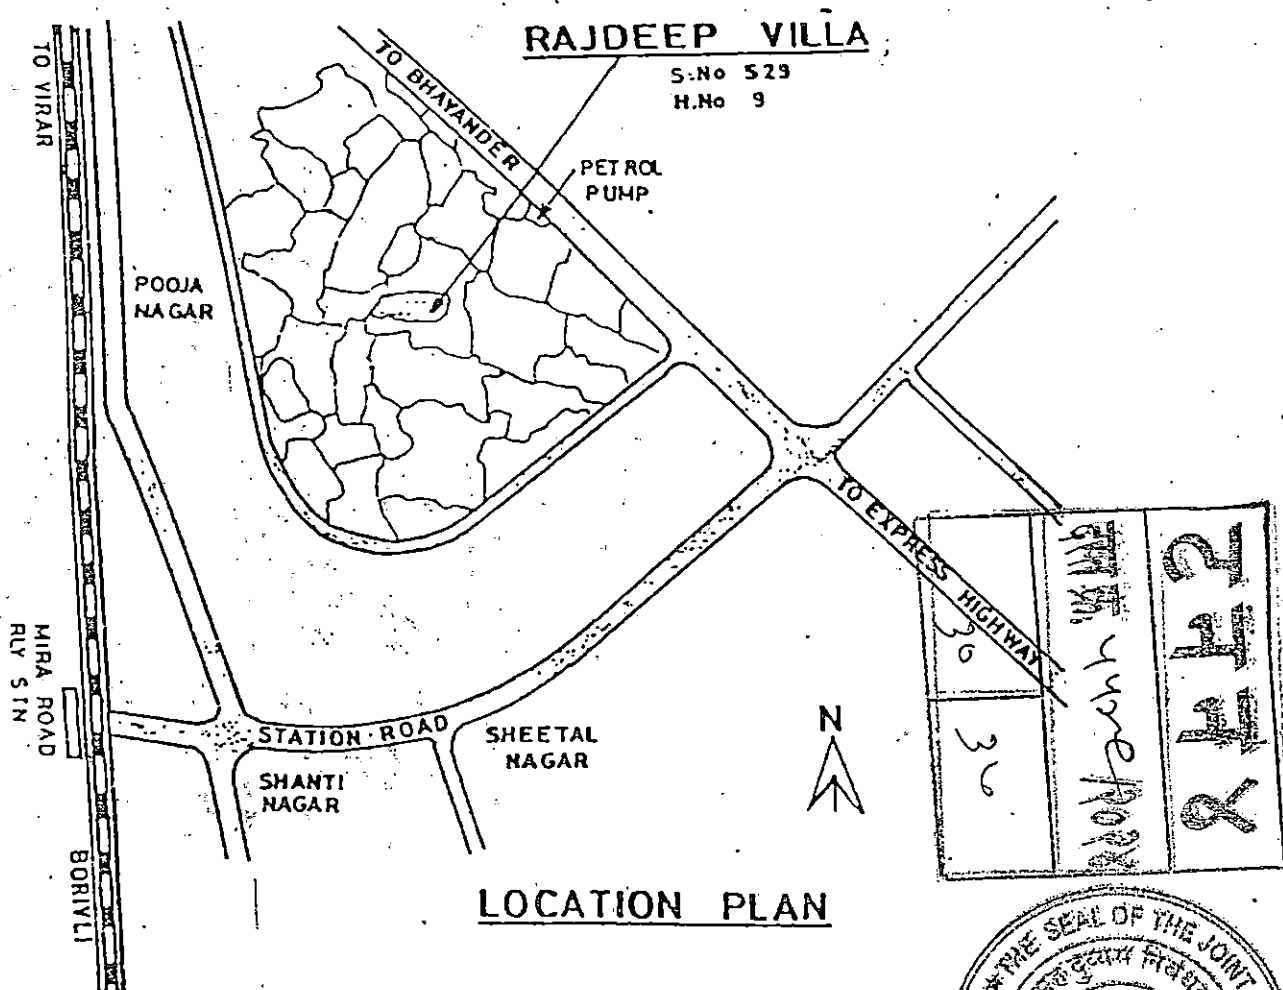 RAJDEEP VILLA
S.No 529
H.No 9
TO VIRAR
TO BHAYANDER
PETROL
PUMP
POOJA
NAGAR
TO EXPRESS HIGHWAY
MIRA ROAD
RLY STN
STATION ROAD
SHEETAL
NAGAR
SHANTI
NAGAR
N
BORIVLI
LOCATION PLAN
30
THE SEAL OF THE JOINT